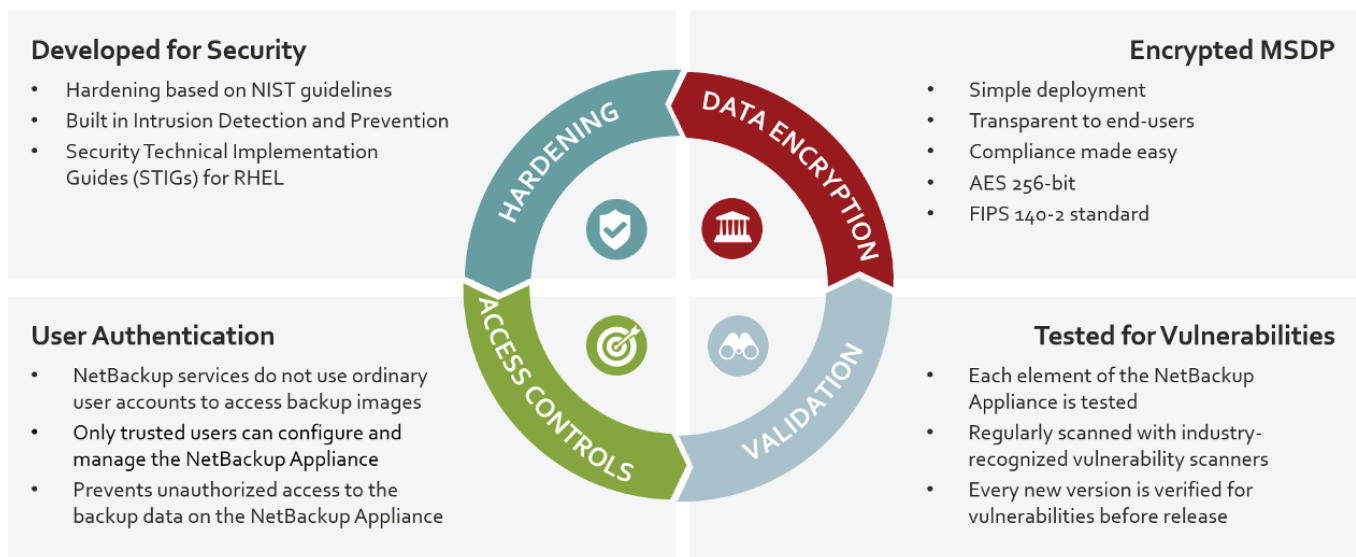 Developed for Security
• Hardening based on NIST guidelines
• Built in Intrusion Detection and Prevention
• Security Technical Implementation
Guides (STIGs) for RHEL
HARDENING
DATA ENCRYPTION
Encrypted MSDP
• Simple deployment
• Transparent to end-users
• Compliance made easy
• AES 256-bit
• FIPS 140-2 standard
User Authentication
• NetBackup services do not use ordinary
user accounts to access backup images
• Only trusted users can configure and
manage the NetBackup Appliance
• Prevents unauthorized access to the
backup data on the NetBackup Appliance
ACCESS CONTROLS
VALIDATION
Tested for Vulnerabilities
• Each element of the NetBackup
Appliance is tested
• Regularly scanned with industry-
recognized vulnerability scanners
• Every new version is verified for
vulnerabilities before release